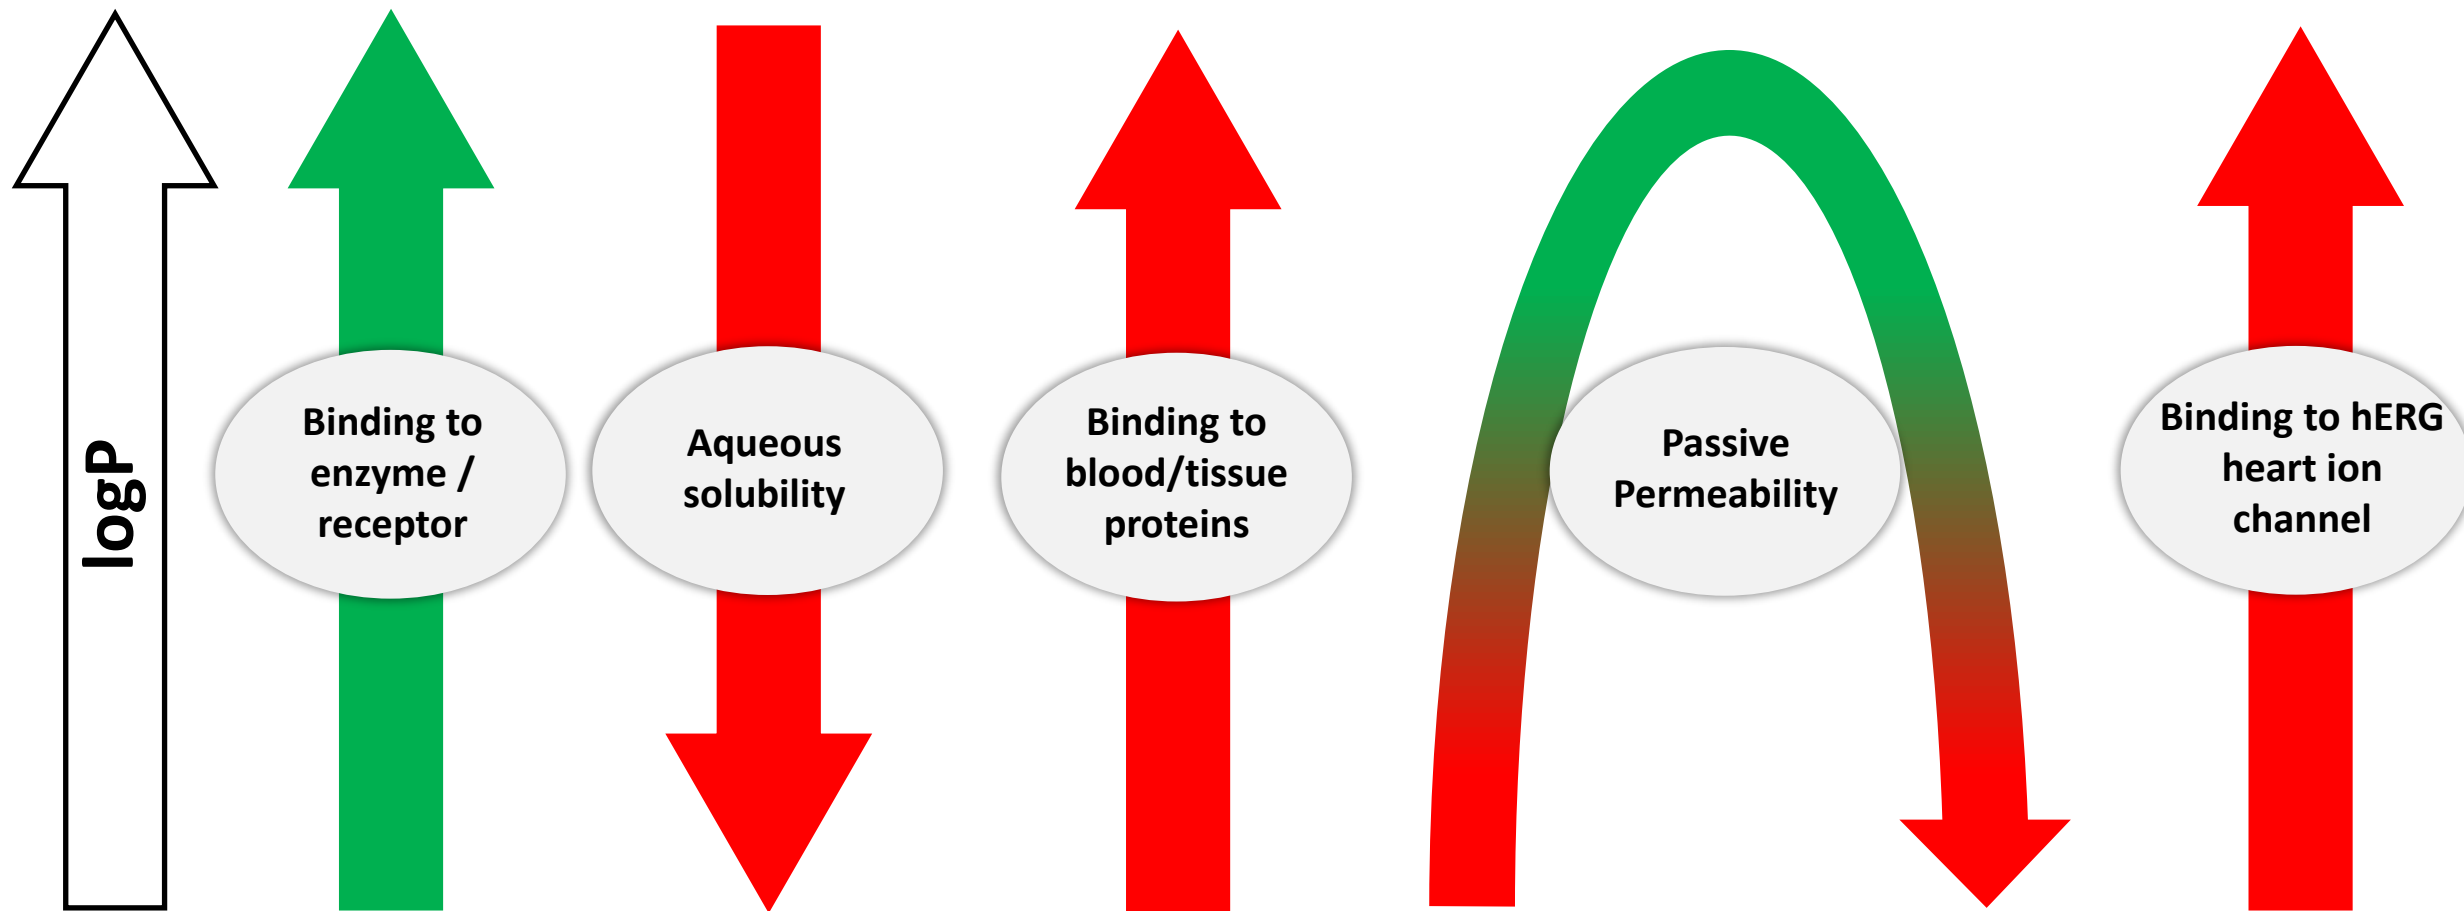 logP
Binding to
enzyme /
receptor
Aqueous
solubility
Binding to
blood/tissue
proteins
Passive
Permeability
Binding to hERG
heart ion
channel